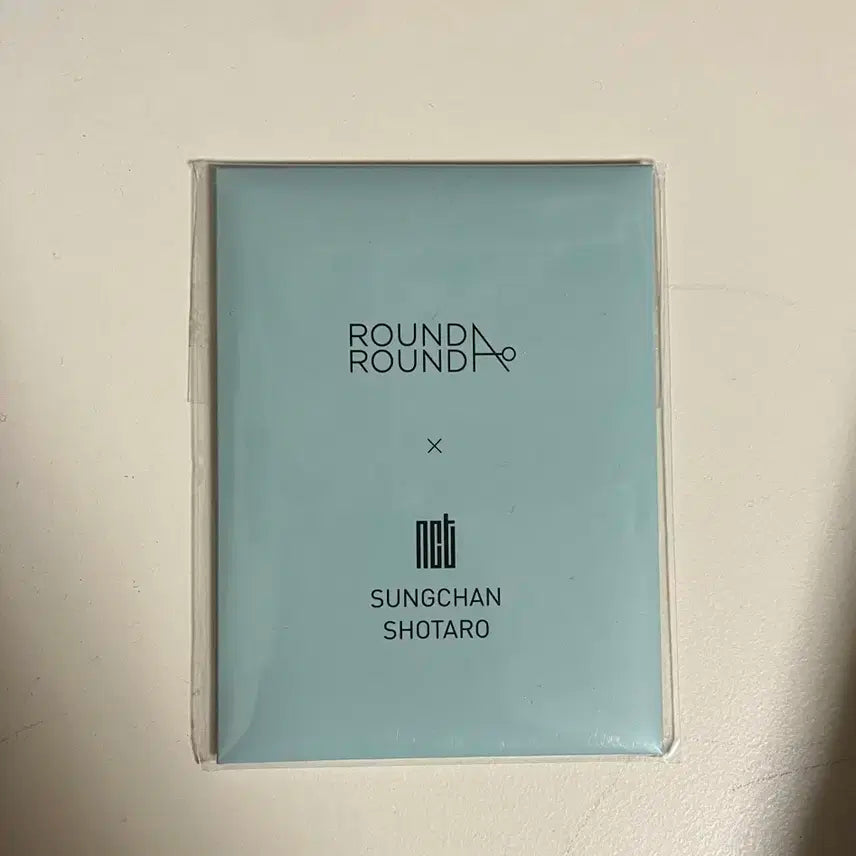 ROUND
ROUND
×
nct
SUNGCHAN
SHOTARO